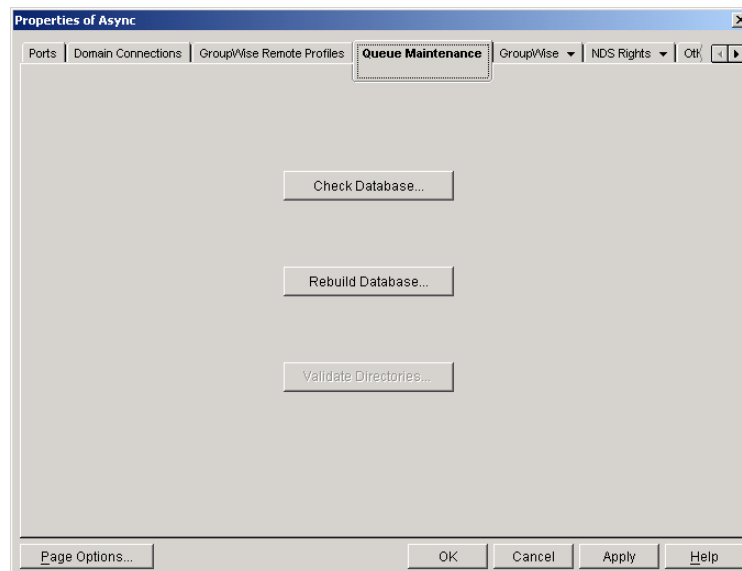 Properties of Async
Ports Domain Connections GroupWise Remote Profiles Queue Maintenance GroupWise NDS Rights Oth
Check Database...
Rebuild Database...
Validate Directories...
Page Options... OK Cancel Apply Help